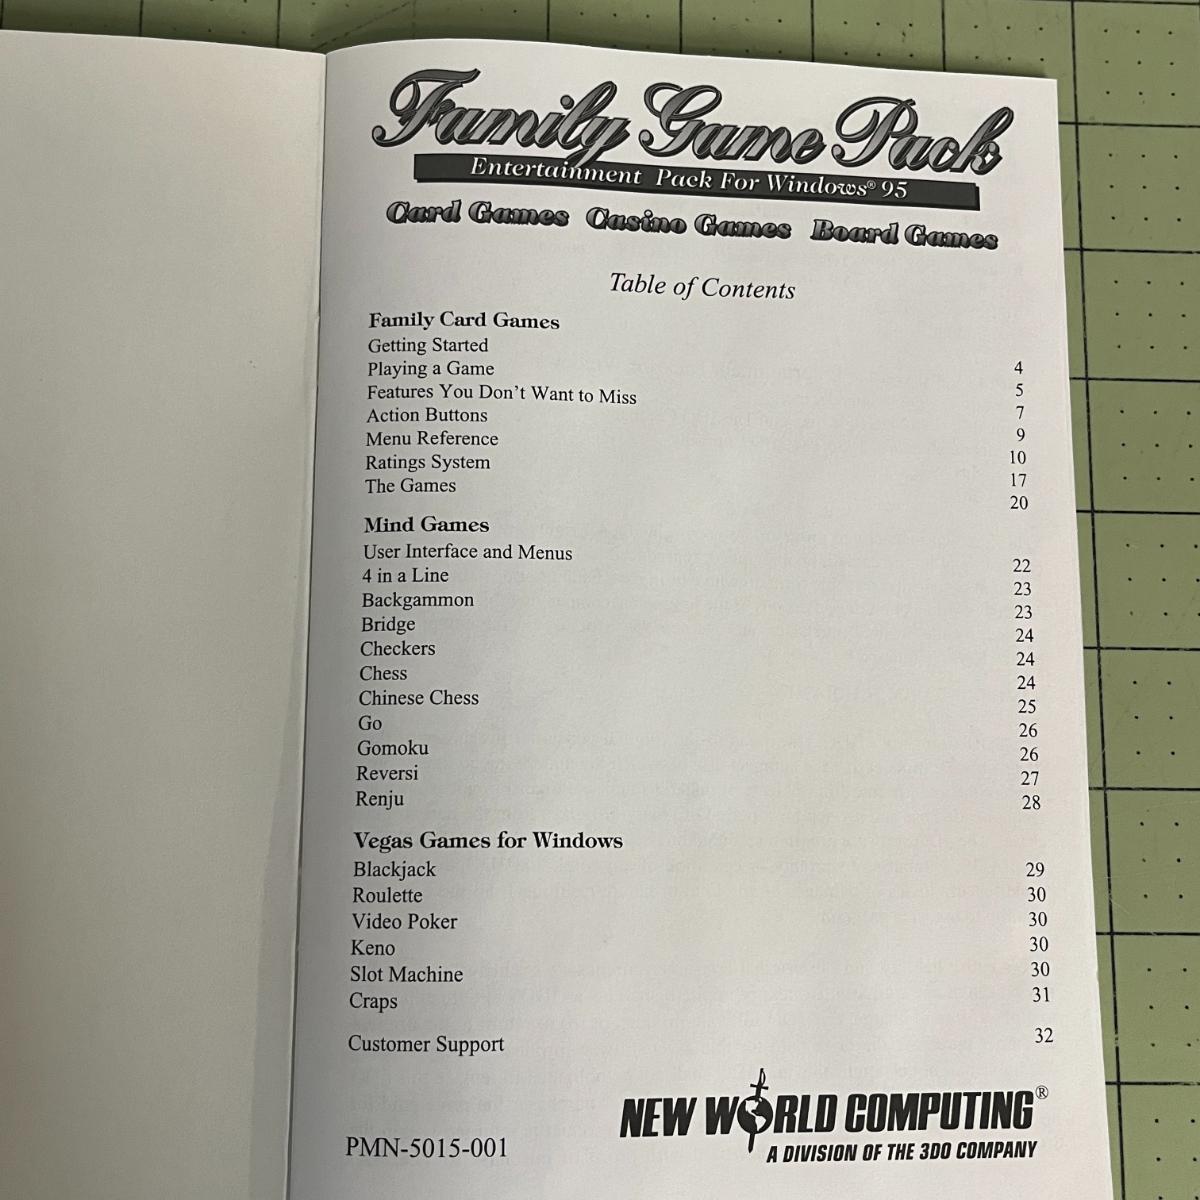 Family Game Pack
Entertainment Pack For Windows® 95
Card Games Casino Games Board Games
Table of Contents
Family Card Games
Getting Started 4
Playing a Game 5
Features You Don't Want to Miss 7
Action Buttons 9
Menu Reference 10
Ratings System 17
The Games 20
Mind Games
User Interface and Menus 22
4 in a Line 23
Backgammon 23
Bridge 24
Checkers 24
Chess 24
Chinese Chess 25
Go 26
Gomoku 26
Reversi 27
Renju 28
Vegas Games for Windows
Blackjack 29
Roulette 30
Video Poker 30
Keno 30
Slot Machine 30
Craps 31
Customer Support 32
NEW WORLD COMPUTING®
A DIVISION OF THE 3DO COMPANY
PMN-5015-001